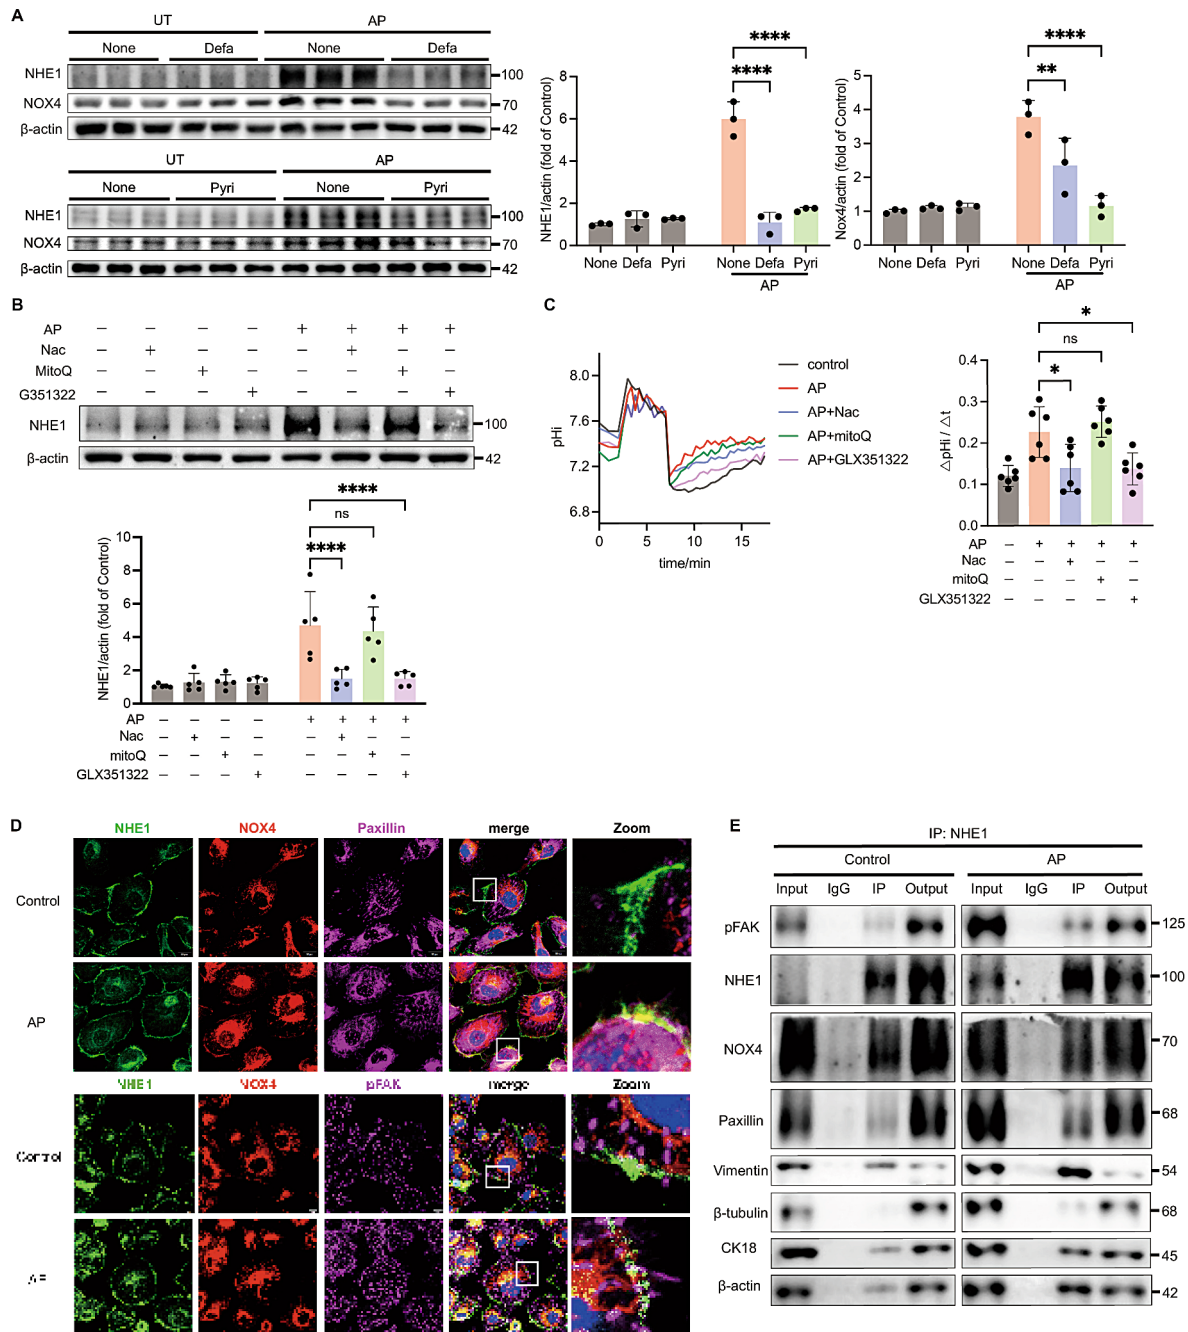 A
UT AP
None Defa None Defa
NHE1 100
NOX4 70
β-actin 42
UT AP
None Pyri None Pyri
NHE1 100
NOX4 70
β-actin 42
NHE1/actin (fold of Control)
8
6
4
2
0
**** 
****
None Defa Pyri None Defa Pyri
AP
Nox4/actin (fold of Control)
5
4
3
2
1
0
****
**
None Defa Pyri None Defa Pyri
AP
B
AP − − − − + + + +
Nac − + − − − + − −
MitoQ − − + − − − + −
G351322 − − − + − − − +
NHE1 100
β-actin 42
NHE1/actin (fold of Control)
10
8
6
4
2
0
****
ns
****
AP − − − − + + + +
Nac − + − − − + − −
mitoQ − − + − − − + −
GLX351322 − − − + − − − +
C
pHi
8.0
7.6
7.2
6.8
0 5 10 15
time/min
control
AP
AP+Nac
AP+mitoQ
AP+GLX351322
△pHi / △t
0.4
0.3
0.2
0.1
0.0
*
ns
*
AP − + + + +
Nac − − + − −
mitoQ − − − + −
GLX351322 − − − − +
D
NHE1 NOX4 Paxillin merge Zoom
Control
AP
NHE1 NOX4 pFAK merge Zoom
Control
AP
E
IP: NHE1
Control AP
Input IgG IP Output Input IgG IP Output
pFAK 125
NHE1 100
NOX4 70
Paxillin 68
Vimentin 54
β-tubulin 68
CK18 45
β-actin 42